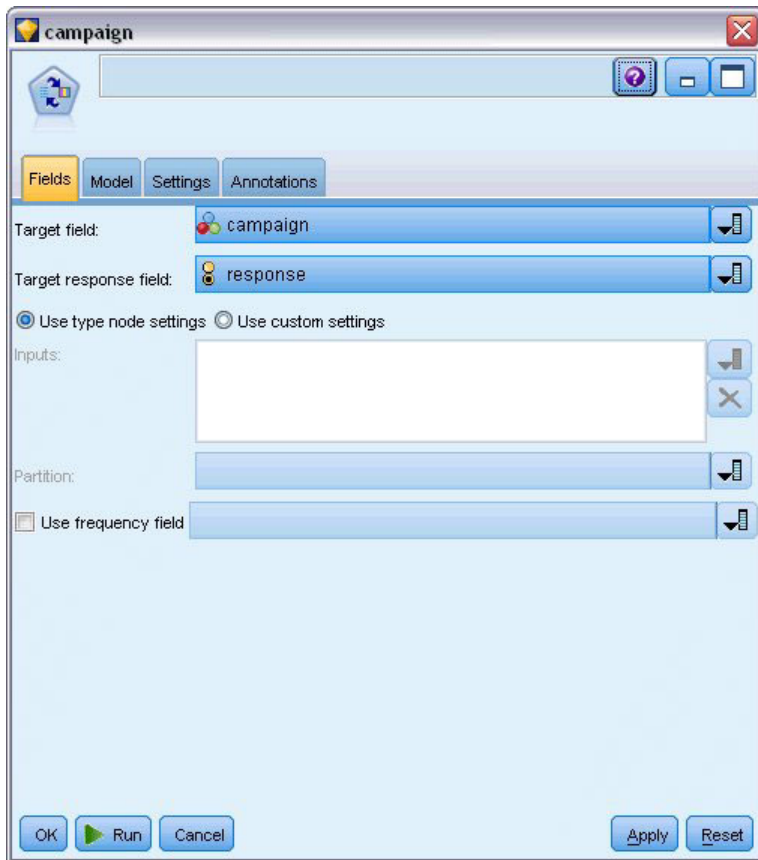 campaign
?
Fields Model Settings Annotations
Target field: campaign
Target response field: response
Use type node settings Use custom settings
Inputs:
Partition:
Use frequency field
OK Run Cancel Apply Reset